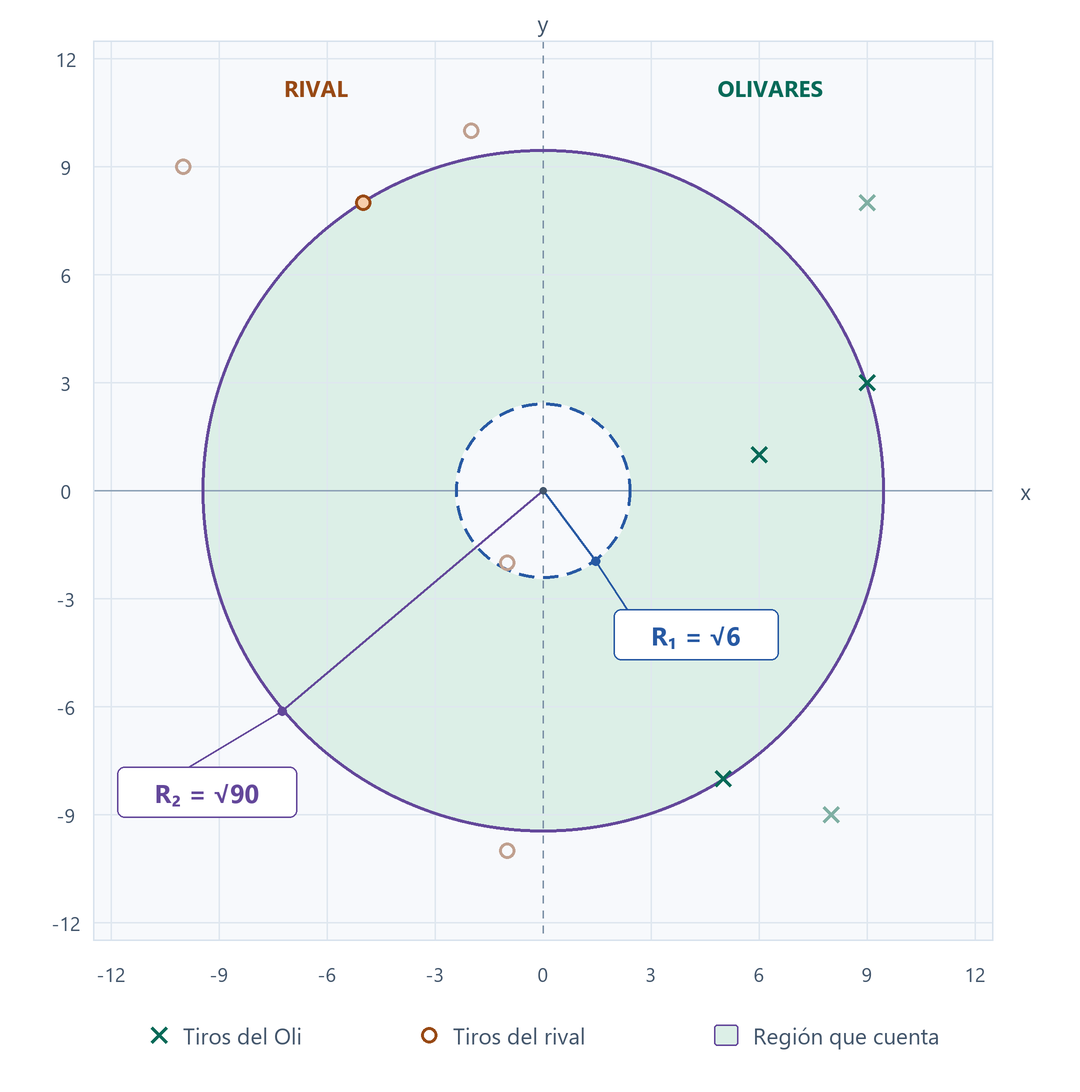 y
12
RIVAL
OLIVARES
9
6
3
0
x
-3
R₁ = √6
-6
R₂ = √90
-9
-12
-12 -9 -6 -3 0 3 6 9 12
Tiros del Oli
Tiros del rival
Región que cuenta